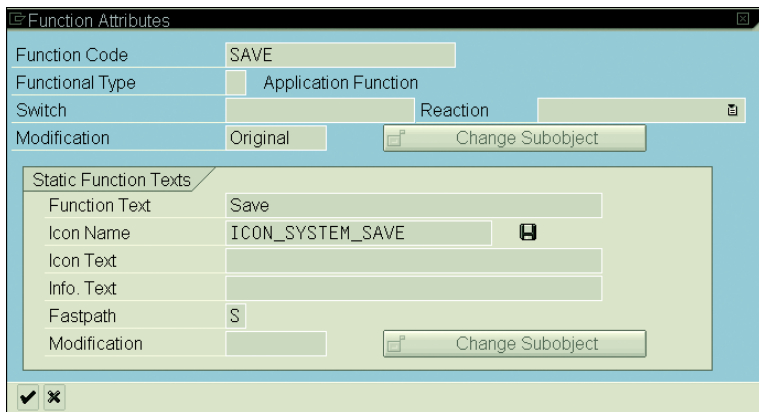 Function Attributes
Function Code SAVE
Functional Type Application Function
Switch Reaction
Modification Original Change Subobject
Static Function Texts
Function Text Save
Icon Name ICON_SYSTEM_SAVE
Icon Text
Info. Text
Fastpath S
Modification Change Subobject